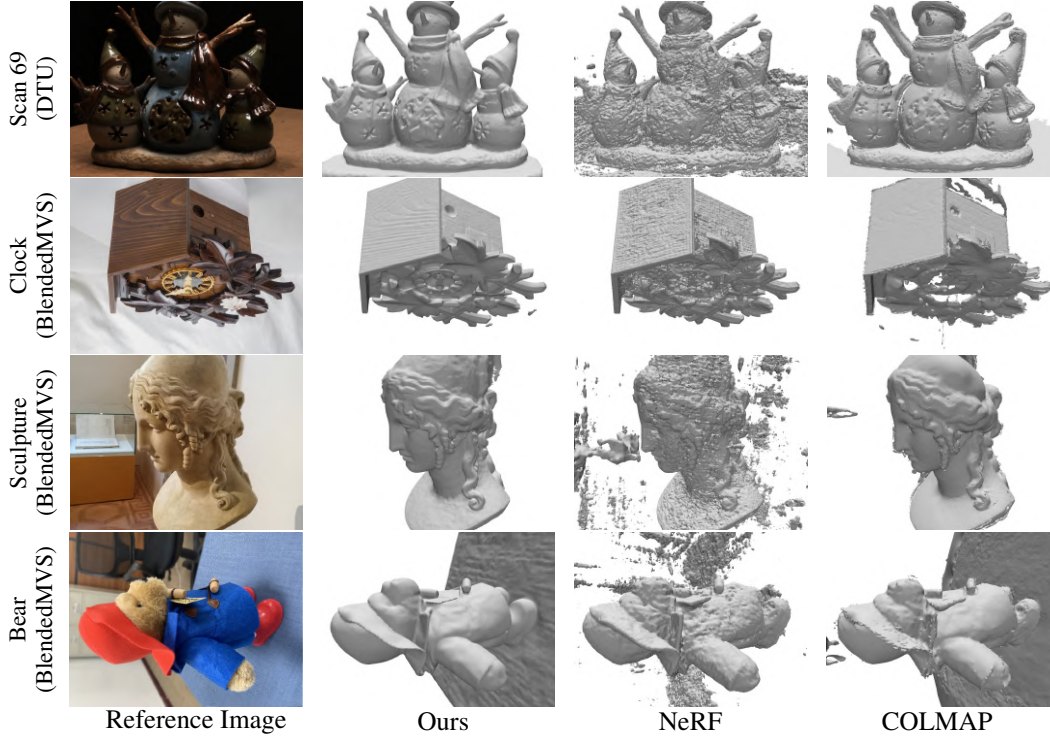 Scan 69
(DTU)
Clock
(BlendedMVS)
Sculpture
(BlendedMVS)
Bear
(BlendedMVS)
Reference Image
Ours
NeRF
COLMAP